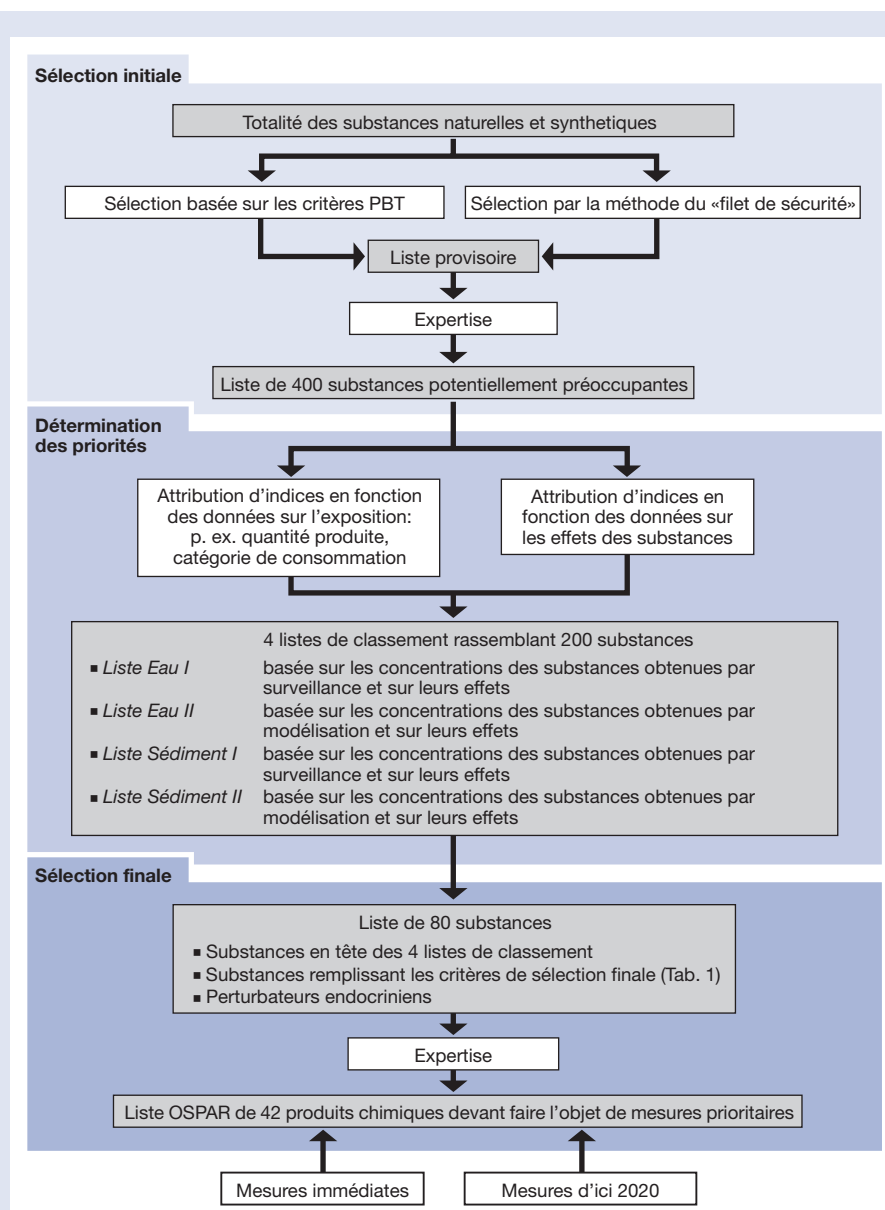 Sélection initiale
Totalité des substances naturelles et synthetiques
Sélection basée sur les critères PBT
Sélection par la méthode du «filet de sécurité»
Liste provisoire
Expertise
Liste de 400 substances potentiellement préoccupantes
Détermination
des priorités
Attribution d'indices en fonction
des données sur l'exposition:
p. ex. quantité produite,
catégorie de consommation
Attribution d'indices en
fonction des données sur
les effets des substances
4 listes de classement rassemblant 200 substances
▪ Liste Eau I basée sur les concentrations des substances obtenues par
surveillance et sur leurs effets
▪ Liste Eau II basée sur les concentrations des substances obtenues par
modélisation et sur leurs effets
▪ Liste Sédiment I basée sur les concentrations des substances obtenues par
surveillance et sur leurs effets
▪ Liste Sédiment II basée sur les concentrations des substances obtenues par
modélisation et sur leurs effets
Sélection finale
Liste de 80 substances
▪ Substances en tête des 4 listes de classement
▪ Substances remplissant les critères de sélection finale (Tab. 1)
▪ Perturbateurs endocriniens
Expertise
Liste OSPAR de 42 produits chimiques devant faire l'objet de mesures prioritaires
Mesures immédiates
Mesures d'ici 2020